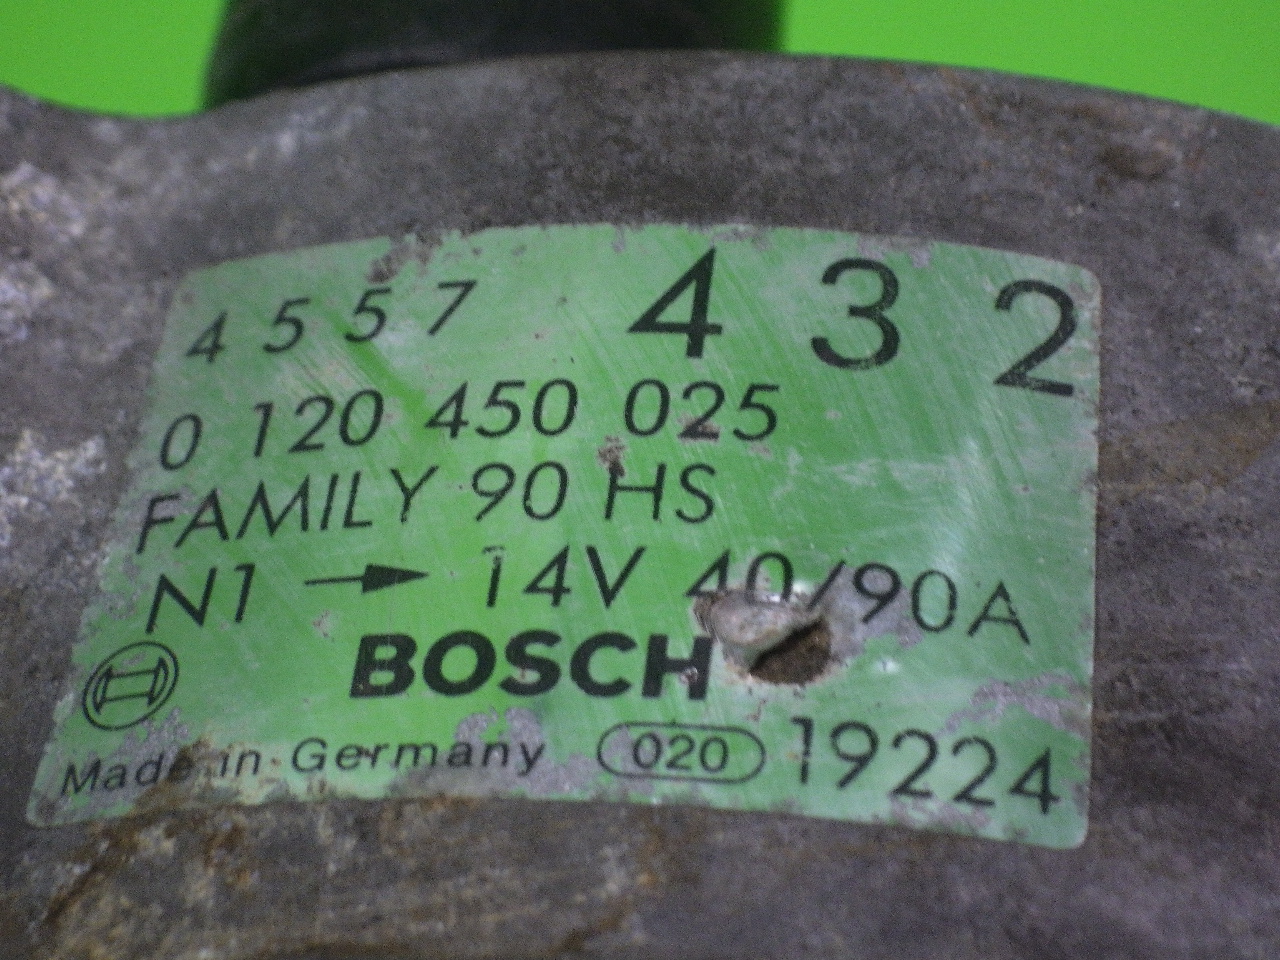 4557 432
0 120 450 025
FAMILY 90 HS
N1 → 14V 40/90A
BOSCH
Made in Germany 020 19224